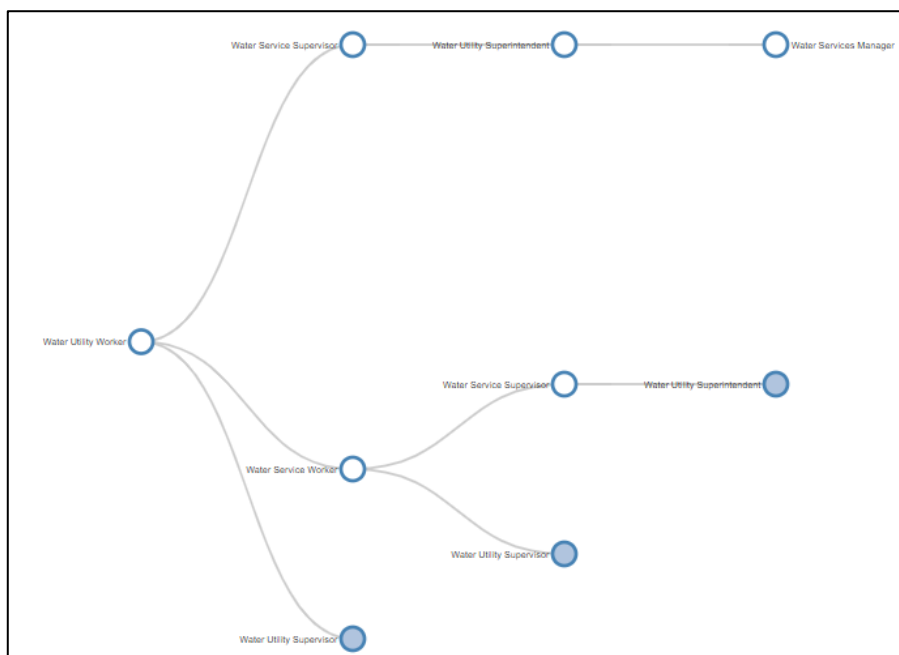 Water Service Supervisor
Water Utility Superintendent
Water Services Manager
Water Utility Worker
Water Service Supervisor
Water Utility Superintendent
Water Service Worker
Water Utility Supervisor
Water Utility Supervisor